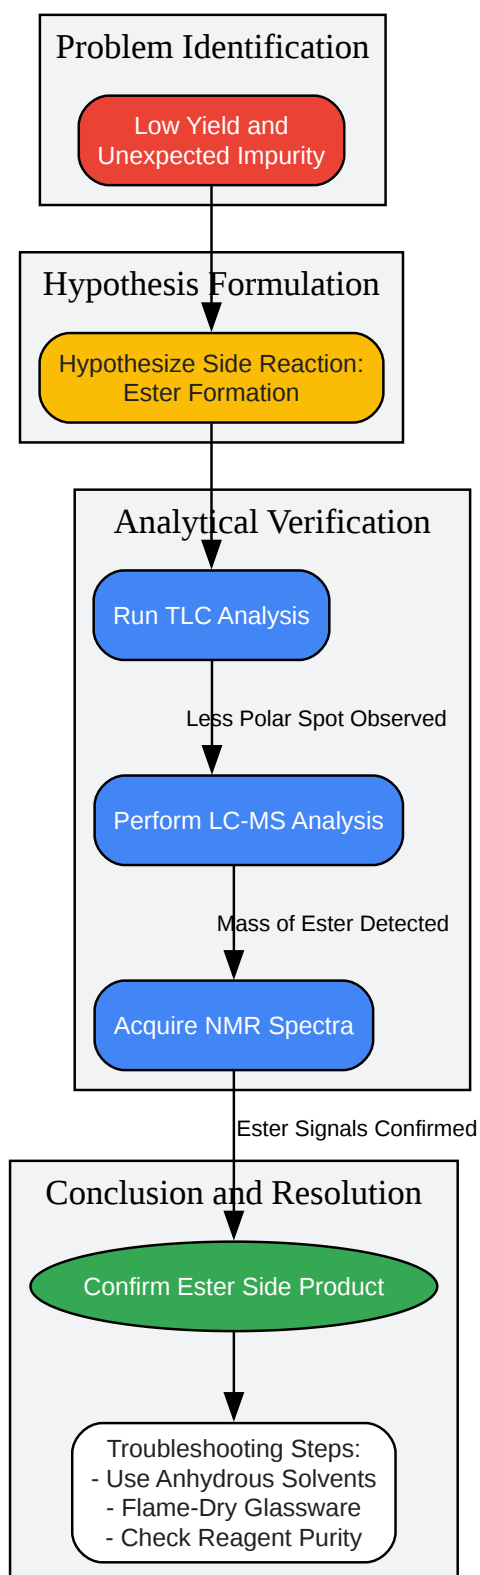 Problem Identification
Low Yield and
Unexpected Impurity
Hypothesis Formulation
Hypothesize Side Reaction:
Ester Formation
Analytical Verification
Run TLC Analysis
Less Polar Spot Observed
Perform LC-MS Analysis
Mass of Ester Detected
Acquire NMR Spectra
Ester Signals Confirmed
Conclusion and Resolution
Confirm Ester Side Product
Troubleshooting Steps:
- Use Anhydrous Solvents
- Flame-Dry Glassware
- Check Reagent Purity